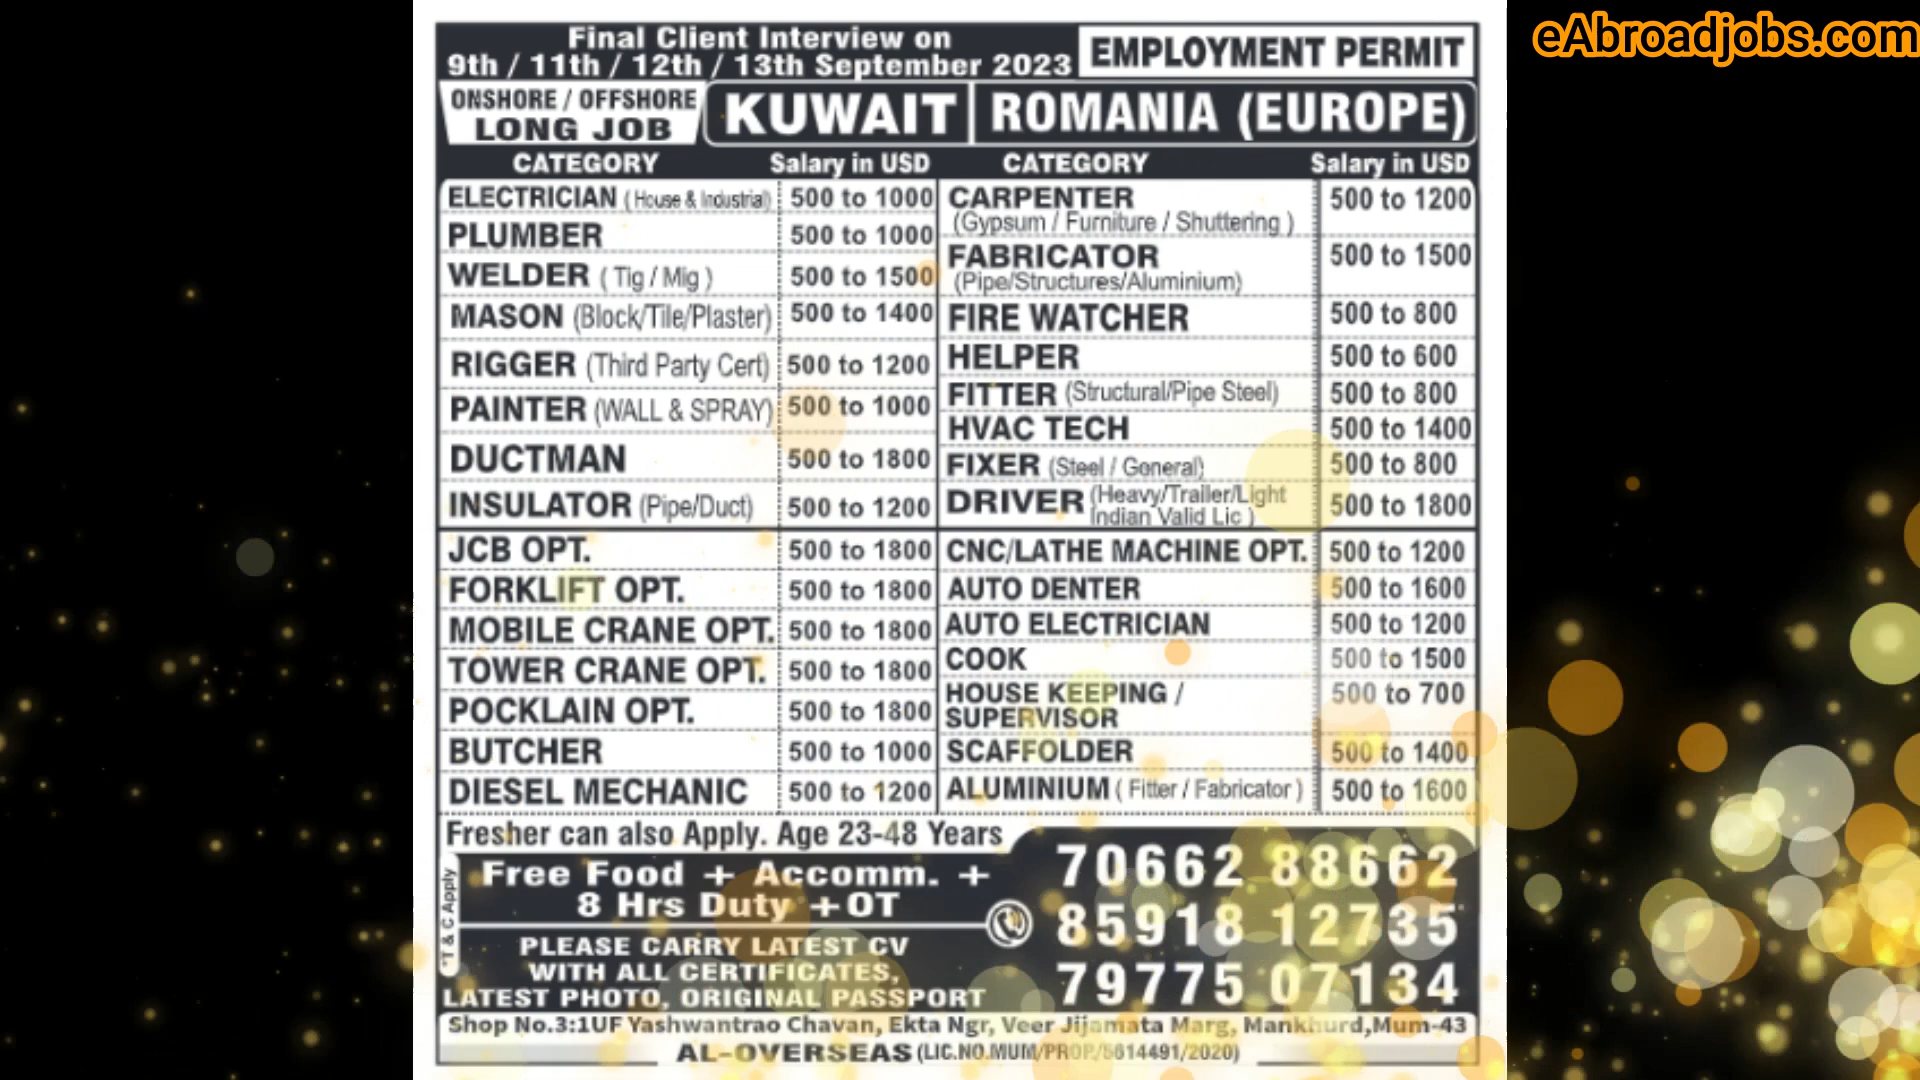 eAbroadjobs.com
Final Client Interview on
9th / 11th / 12th / 13th September 2023
EMPLOYMENT PERMIT
ONSHORE / OFFSHORE
LONG JOB
KUWAIT
ROMANIA (EUROPE)
CATEGORY Salary in USD
ELECTRICIAN ( House & Industrial) 500 to 1000
PLUMBER 500 to 1000
WELDER ( Tig / Mig ) 500 to 1500
MASON (Block/Tile/Plaster) 500 to 1400
RIGGER (Third Party Cert) 500 to 1200
PAINTER (WALL & SPRAY) 500 to 1000
DUCTMAN 500 to 1800
INSULATOR (Pipe/Duct) 500 to 1200
JCB OPT. 500 to 1800
FORKLIFT OPT. 500 to 1800
MOBILE CRANE OPT. 500 to 1800
TOWER CRANE OPT. 500 to 1800
POCKLAIN OPT. 500 to 1800
BUTCHER 500 to 1000
DIESEL MECHANIC 500 to 1200
CATEGORY Salary in USD
CARPENTER 500 to 1200
(Gypsum / Furniture / Shuttering )
FABRICATOR 500 to 1500
(Pipe/Structures/Aluminium)
FIRE WATCHER 500 to 800
HELPER 500 to 600
FITTER (Structural/Pipe Steel) 500 to 800
HVAC TECH 500 to 1400
FIXER (Steel / General) 500 to 800
DRIVER (Heavy/Trailer/Light
Indian Valid Lic ) 500 to 1800
CNC/LATHE MACHINE OPT. 500 to 1200
AUTO DENTER 500 to 1600
AUTO ELECTRICIAN 500 to 1200
COOK 500 to 1500
HOUSE KEEPING / 500 to 700
SUPERVISOR
SCAFFOLDER 500 to 1400
ALUMINIUM ( Fitter / Fabricator ) 500 to 1600
Fresher can also Apply. Age 23-48 Years
*T & C Apply
Free Food + Accomm. +
8 Hrs Duty +OT
PLEASE CARRY LATEST CV
WITH ALL CERTIFICATES,
LATEST PHOTO, ORIGINAL PASSPORT
70662 88662
85918 12735
79775 07134
Shop No.3:1UF Yashwantrao Chavan, Ekta Ngr, Veer Jijamata Marg, Mankhurd,Mum-43
AL-OVERSEAS (LIC.NO.MUM/PROP/5614491/2020)